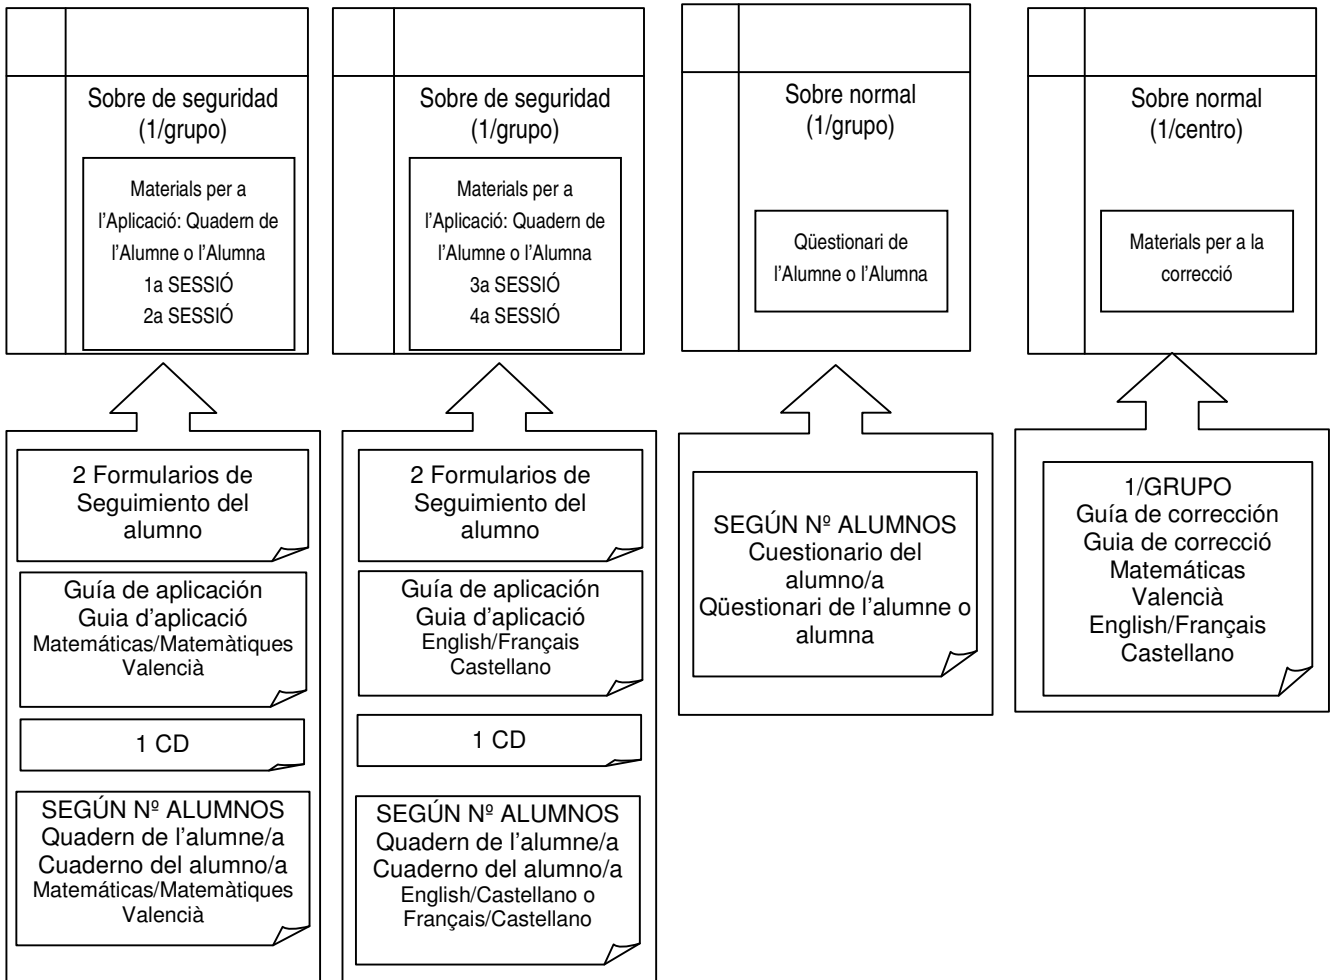 Sobre de seguridad
(1/grupo)
Materials per a
l'Aplicació: Quadern de
l'Alumne o l'Alumna
1a SESSIÓ
2a SESSIÓ
Sobre de seguridad
(1/grupo)
Materials per a
l'Aplicació: Quadern de
l'Alumne o l'Alumna
3a SESSIÓ
4a SESSIÓ
Sobre normal
(1/grupo)
Qüestionari de
l'Alumne o l'Alumna
Sobre normal
(1/centro)
Materials per a la
correcció
2 Formularios de
Seguimiento del
alumno
Guía de aplicación
Guia d'aplicació
Matemáticas/Matemàtiques
Valencià
1 CD
SEGÚN Nº ALUMNOS
Quadern de l'alumne/a
Cuaderno del alumno/a
Matemáticas/Matemàtiques
Valencià
2 Formularios de
Seguimiento del
alumno
Guía de aplicación
Guia d'aplicació
English/Français
Castellano
1 CD
SEGÚN Nº ALUMNOS
Quadern de l'alumne/a
Cuaderno del alumno/a
English/Castellano o
Français/Castellano
SEGÚN Nº ALUMNOS
Cuestionario del
alumno/a
Qüestionari de l'alumne o
alumna
1/GRUPO
Guía de corrección
Guia de correcció
Matemáticas
Valencià
English/Français
Castellano